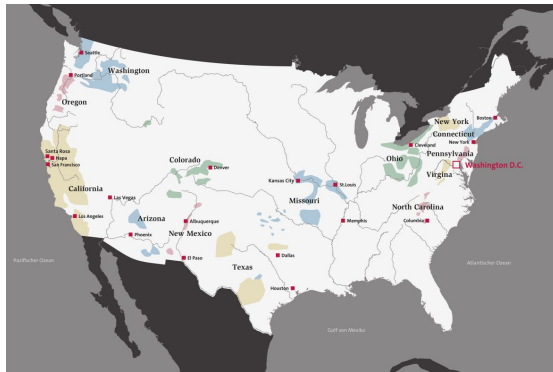 Seattle
Washington
Portland
Oregon
Santa Rosa
Napa
San Francisco
California
Los Angeles
Las Vegas
Arizona
Phoenix
Colorado
Denver
Albuquerque
New Mexico
El Paso
Texas
Dallas
Houston
Kansas City
St.Louis
Missouri
Memphis
Ohio
Cleveland
New York
Boston
Connecticut
New York
Pennsylvania
Washington D.C.
Virgina
North Carolina
Columbia
Pazifischer Ozean
Atlantischer Ozean
Golf von Mexiko